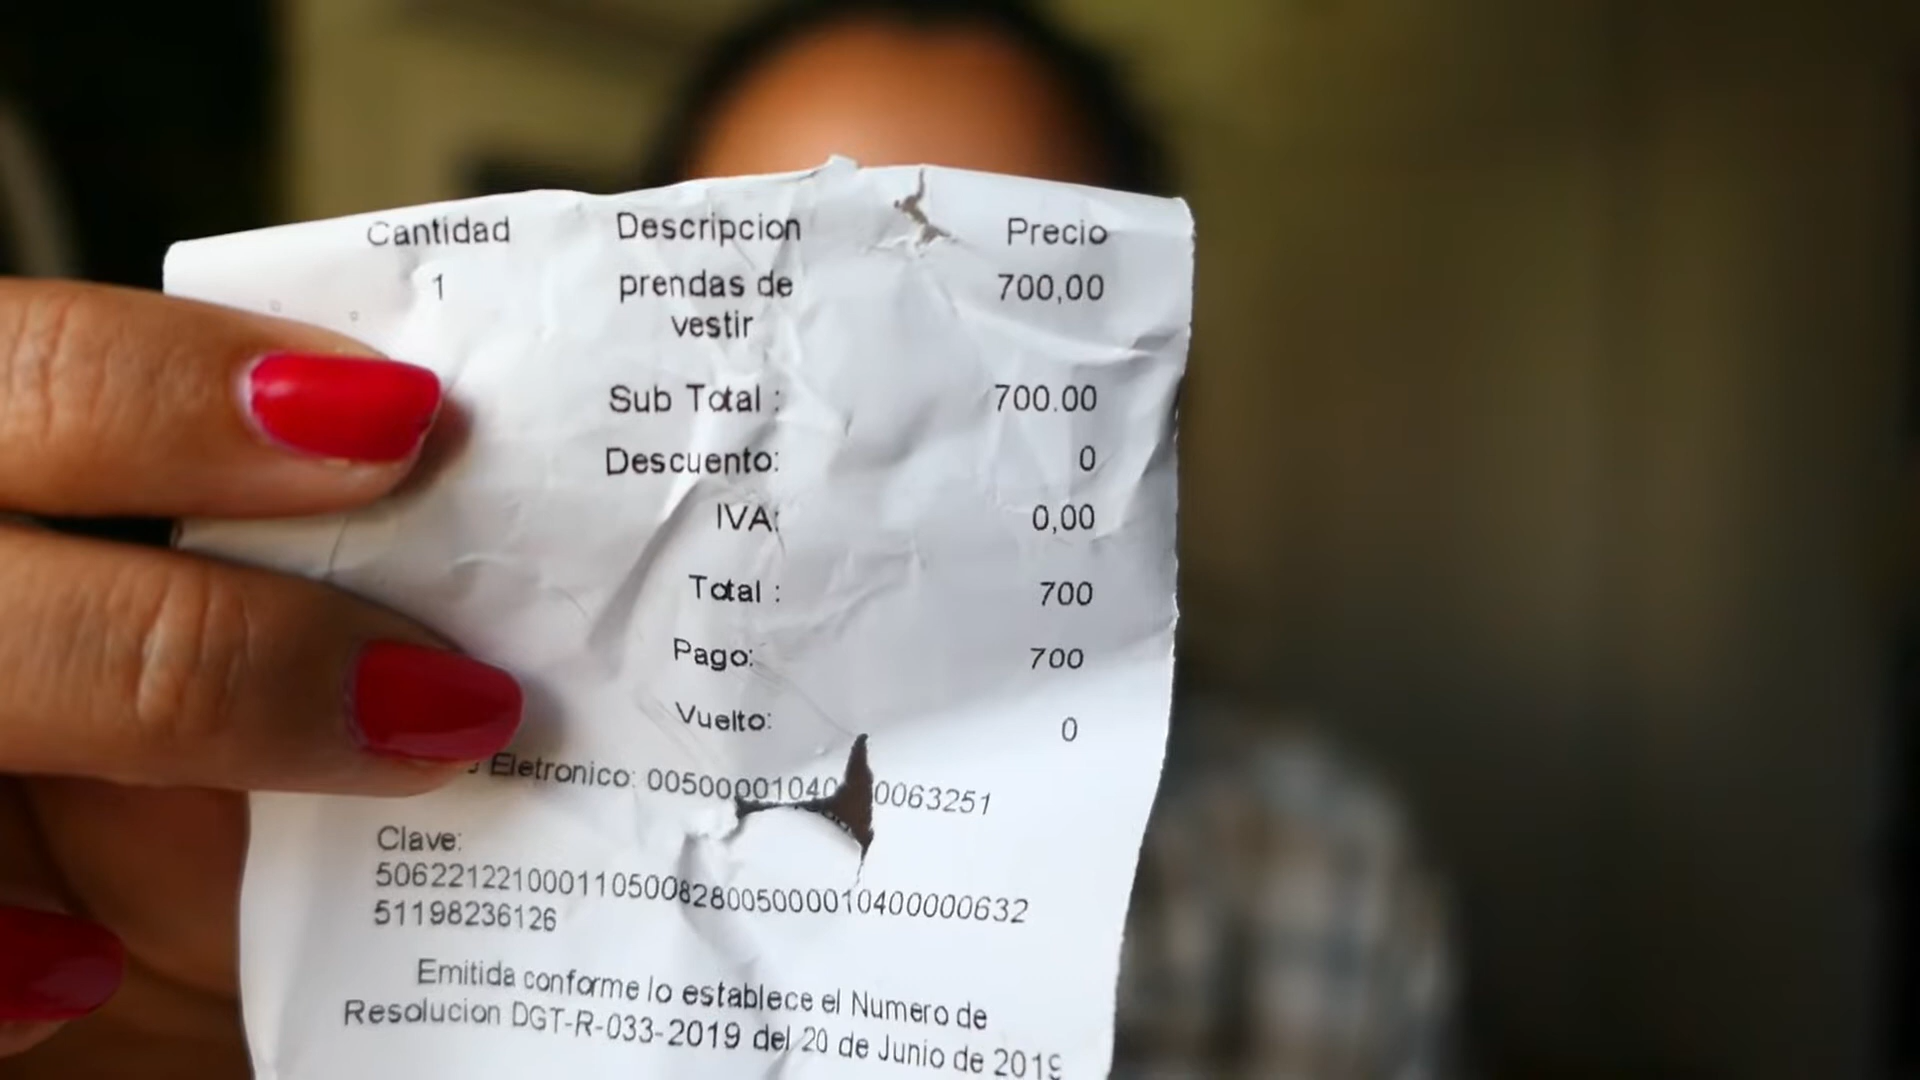 Cantidad Descripcion Precio
1 prendas de 700,00
vestir
Sub Total : 700.00
Descuento: 0
IVA: 0,00
Total : 700
Pago: 700
Vuelto: 0
Eletronico:
Clave:
50622122100011050082800500001040000632
51198236126
Emitida conforme lo establece el Numero de
Resolucion DGT-R-033-2019 del 20 de Junio de 2019